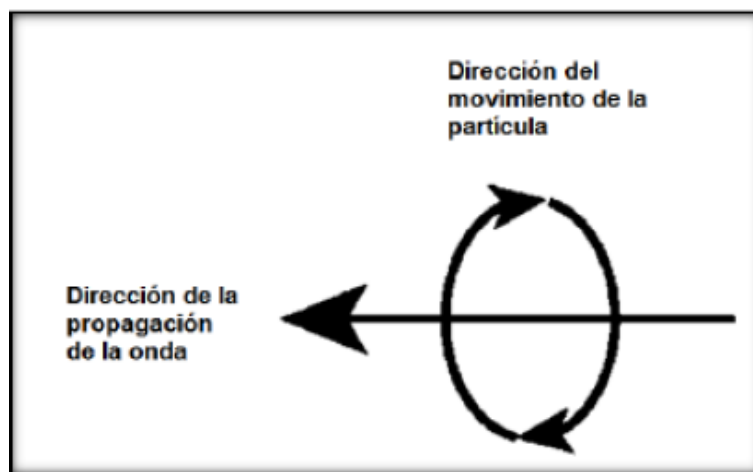 Dirección del
movimiento de la
partícula
Dirección de la
propagación
de la onda